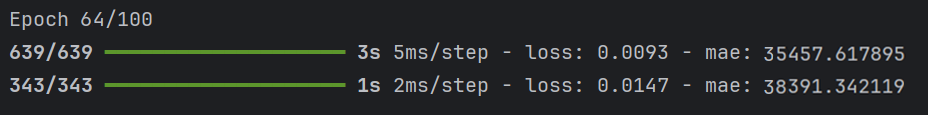 Epoch 64/100
639/639 ━━━━━━━━━━━━━━━━━━━━ 3s 5ms/step - loss: 0.0093 - mae: 35457.617895
343/343 ━━━━━━━━━━━━━━━━━━━━ 1s 2ms/step - loss: 0.0147 - mae: 38391.342119